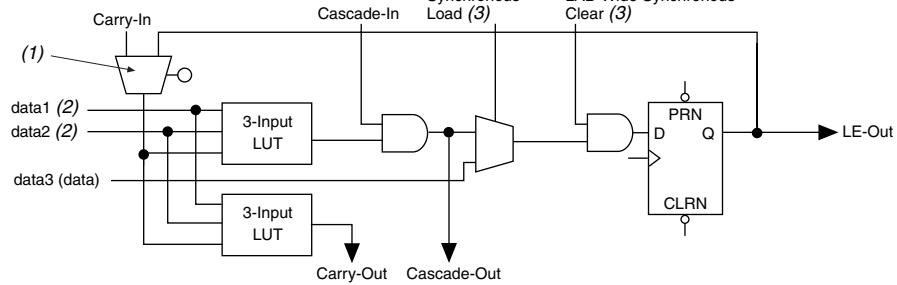 Carry-In
Cascade-In
Load (3)
Clear (3)
(1)
data1 (2)
data2 (2)
3-Input
LUT
PRN
D
Q
LE-Out
data3 (data)
3-Input
LUT
CLRN
Carry-Out
Cascade-Out